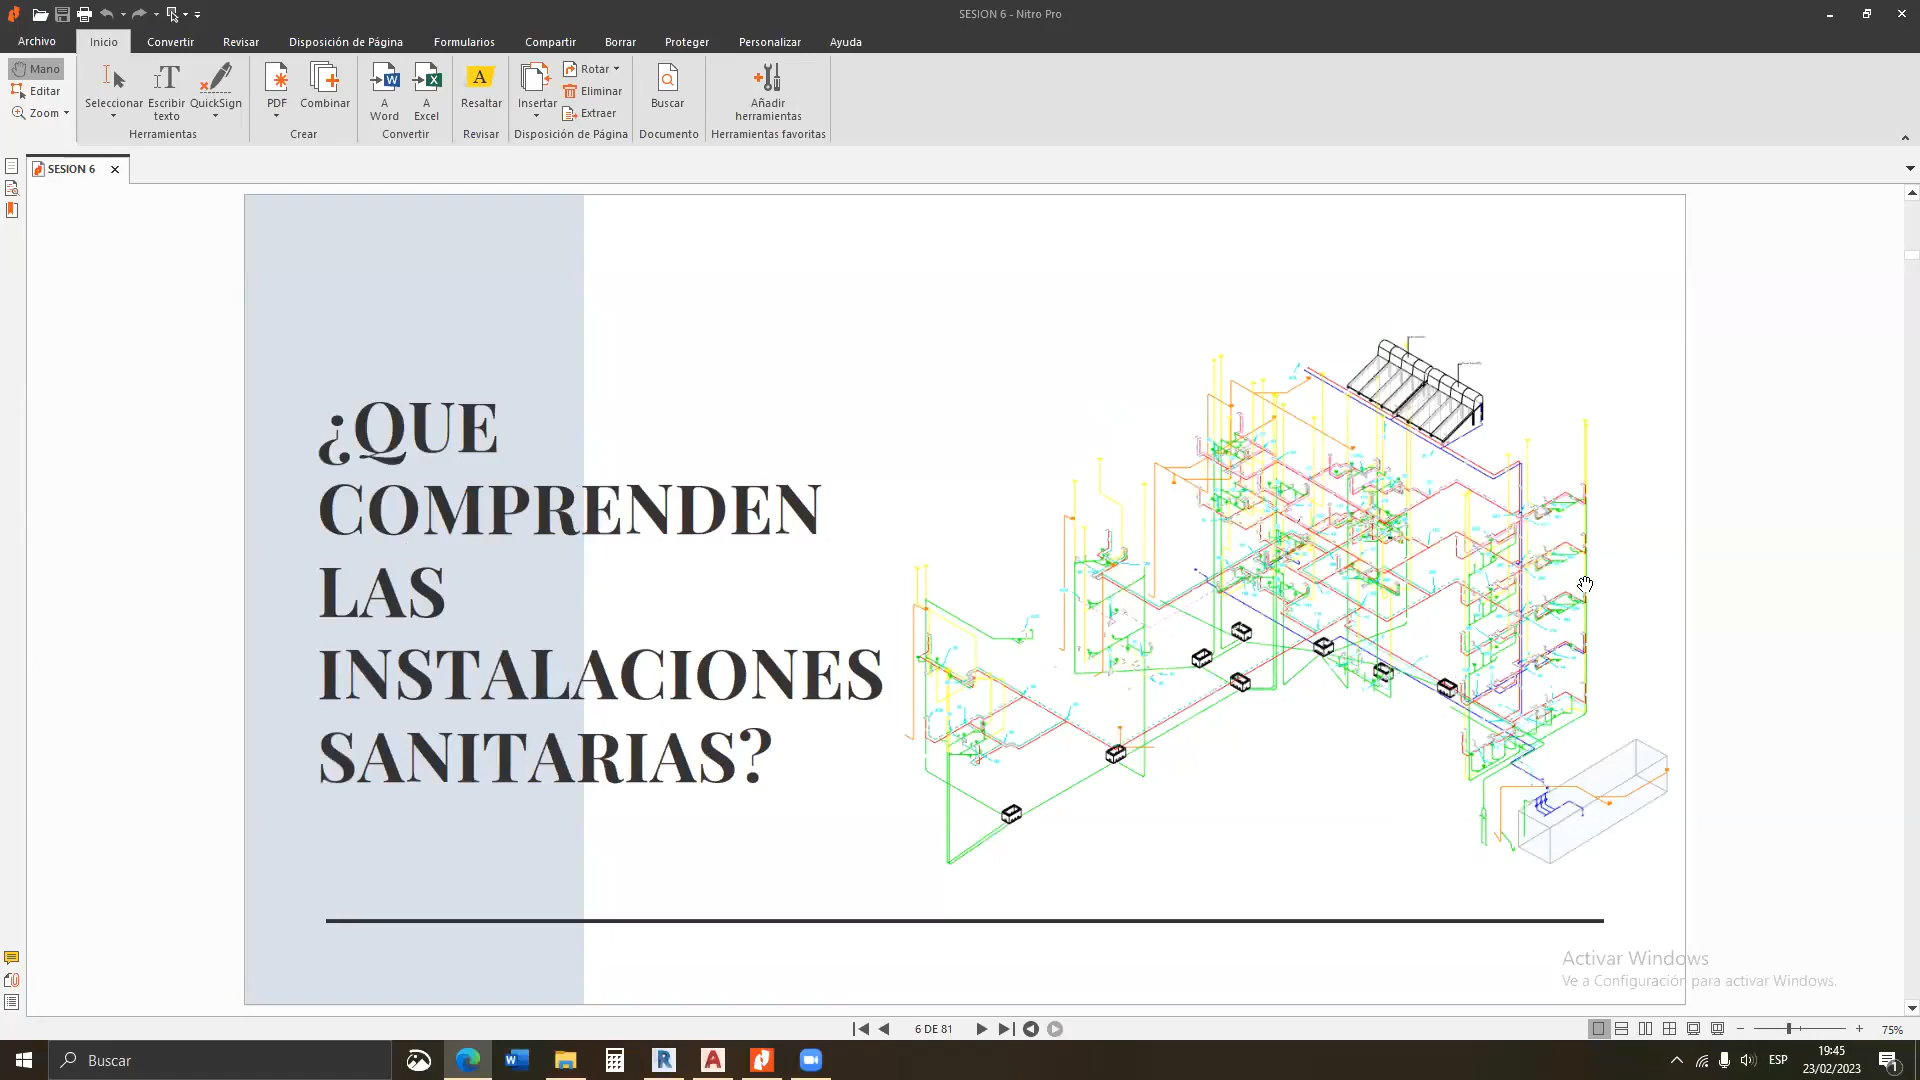 SESION 6 - Nitro Pro
Archivo
Inicio
Convertir
Revisar
Disposición de Página
Formularios
Compartir
Borrar
Proteger
Personalizar
Ayuda
Mano
Editar
Zoom
Seleccionar
Escribir
texto
QuickSign
Herramientas
PDF
Combinar
Crear
A
Word
A
Excel
Convertir
Resaltar
Revisar
Insertar
Rotar
Eliminar
Extraer
Disposición de Página
Buscar
Documento
Añadir
herramientas
Herramientas favoritas
SESION 6
¿QUE
COMPRENDEN
LAS
INSTALACIONES
SANITARIAS?
Activar Windows
Ve a Configuración para activar Windows.
6 DE 81
75%
Buscar
ESP
19:45
23/02/2023
1